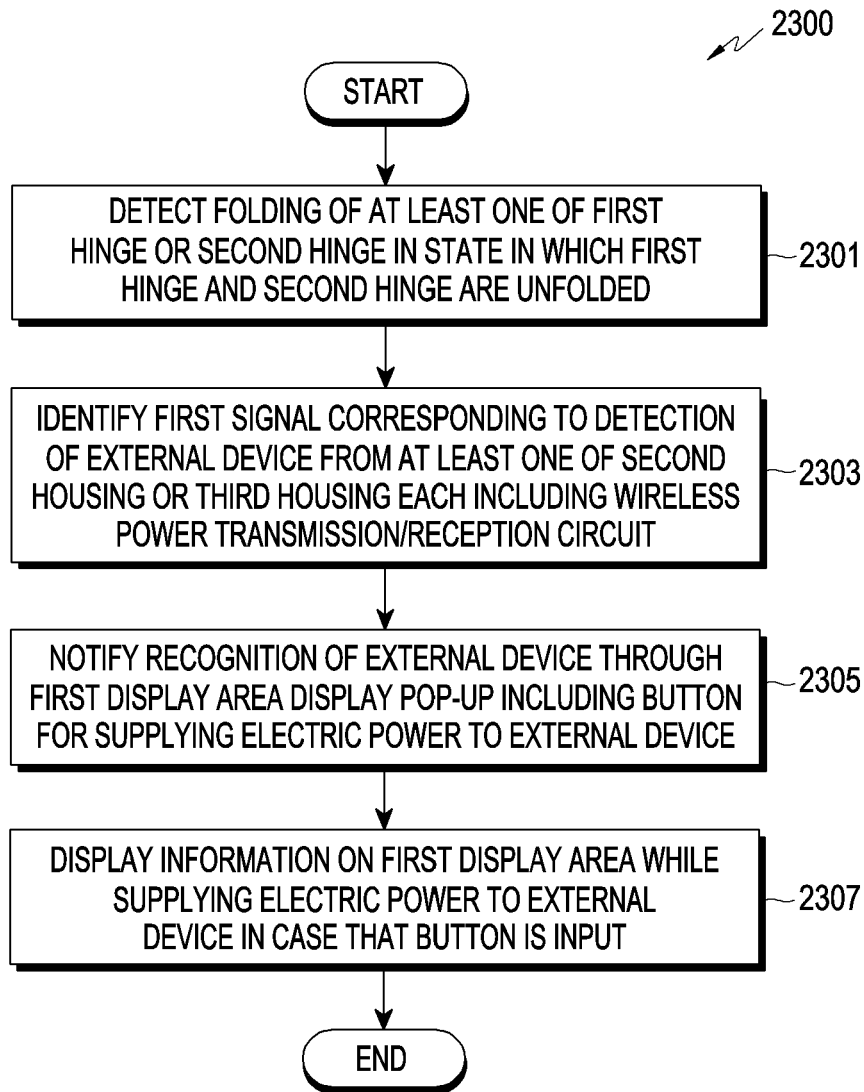 2300
START
DETECT FOLDING OF AT LEAST ONE OF FIRST
HINGE OR SECOND HINGE IN STATE IN WHICH FIRST
HINGE AND SECOND HINGE ARE UNFOLDED
2301
IDENTIFY FIRST SIGNAL CORRESPONDING TO DETECTION
OF EXTERNAL DEVICE FROM AT LEAST ONE OF SECOND
HOUSING OR THIRD HOUSING EACH INCLUDING WIRELESS
POWER TRANSMISSION/RECEPTION CIRCUIT
2303
NOTIFY RECOGNITION OF EXTERNAL DEVICE THROUGH
FIRST DISPLAY AREA DISPLAY POP-UP INCLUDING BUTTON
FOR SUPPLYING ELECTRIC POWER TO EXTERNAL DEVICE
2305
DISPLAY INFORMATION ON FIRST DISPLAY AREA WHILE
SUPPLYING ELECTRIC POWER TO EXTERNAL
DEVICE IN CASE THAT BUTTON IS INPUT
2307
END